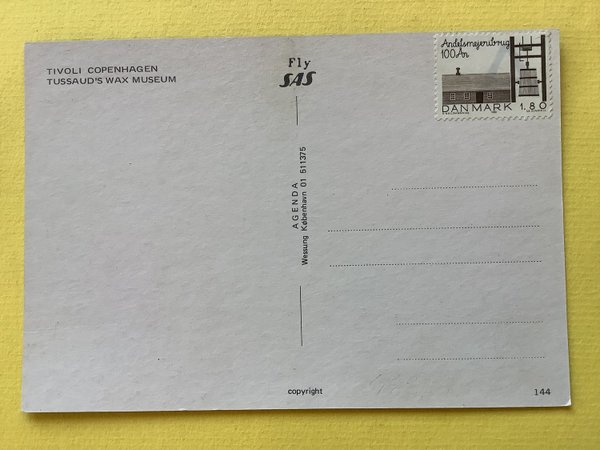 TIVOLI COPENHAGEN
TUSSAUD'S WAX MUSEUM
Fly
SAS
Andelsmejeribrug
100 År
DANMARK 1.80
AGENDA
Wessung København 01 511375
copyright
144